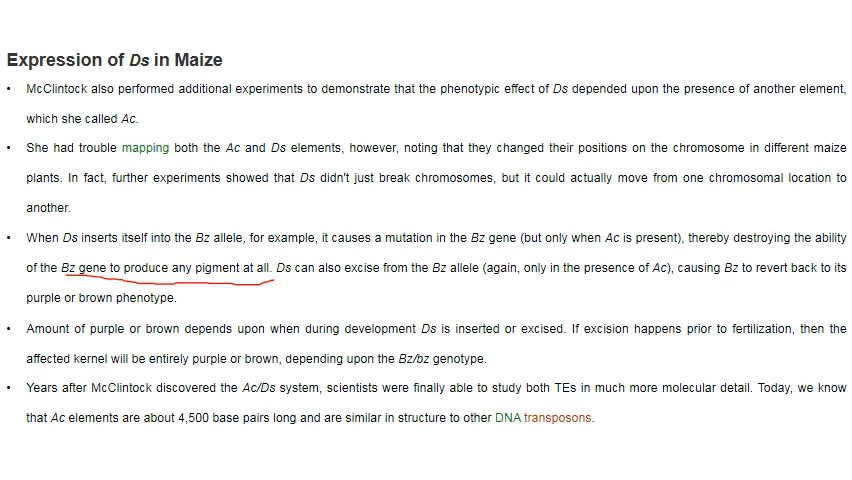 Expression of Ds in Maize
• McClintock also performed additional experiments to demonstrate that the phenotypic effect of Ds depended upon the presence of another element,
which she called Ac.
• She had trouble mapping both the Ac and Ds elements, however, noting that they changed their positions on the chromosome in different maize
plants. In fact, further experiments showed that Ds didn't just break chromosomes, but it could actually move from one chromosomal location to
another.
• When Ds inserts itself into the Bz allele, for example, it causes a mutation in the Bz gene (but only when Ac is present), thereby destroying the ability
of the Bz gene to produce any pigment at all. Ds can also excise from the Bz allele (again, only in the presence of Ac), causing Bz to revert back to its
purple or brown phenotype.
• Amount of purple or brown depends upon when during development Ds is inserted or excised. If excision happens prior to fertilization, then the
affected kernel will be entirely purple or brown, depending upon the Bz/bz genotype.
• Years after McClintock discovered the Ac/Ds system, scientists were finally able to study both TEs in much more molecular detail. Today, we know
that Ac elements are about 4,500 base pairs long and are similar in structure to other DNA transposons.